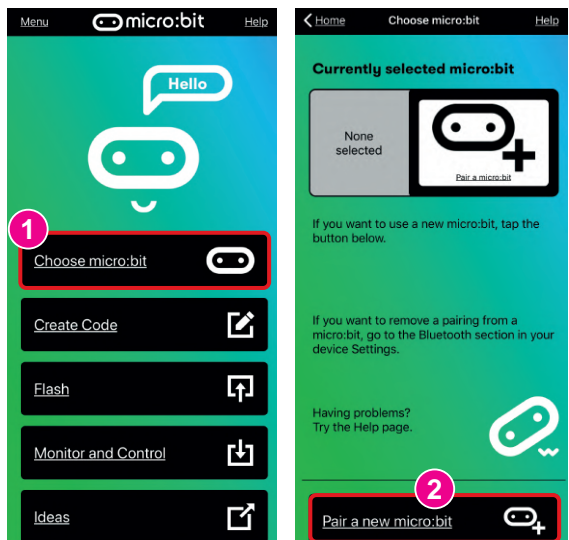 Menu
micro:bit
Help
Hello
1
Choose micro:bit
Create Code
Flash
Monitor and Control
Ideas
Home
Choose micro:bit
Help
Currently selected micro:bit
None
selected
Pair a micro:bit
If you want to use a new micro:bit, tap the
button below.
If you want to remove a pairing from a
micro:bit, go to the Bluetooth section in your
device Settings.
Having problems?
Try the Help page.
2
Pair a new micro:bit